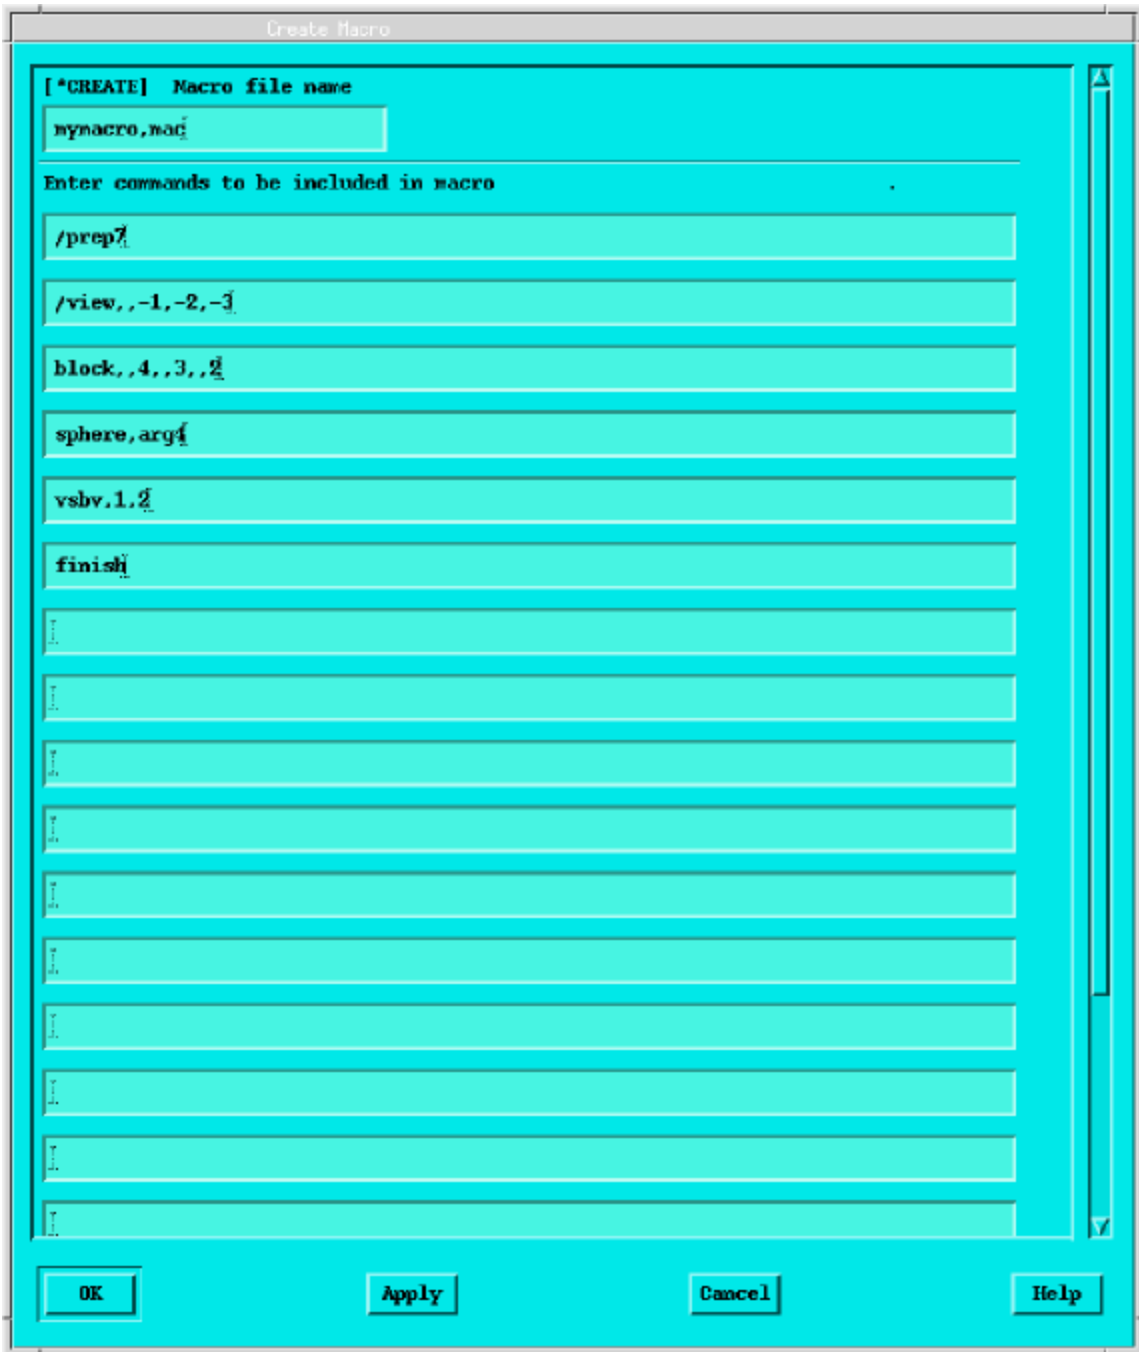 Create Macro
[*CREATE] Macro file name
mymacro,mac
Enter commands to be included in macro .
/prep7
/view,,-1,-2,-3
block,,4,,3,,2
sphere,arg4
vsbv,1,2
finish
OK Apply Cancel Help